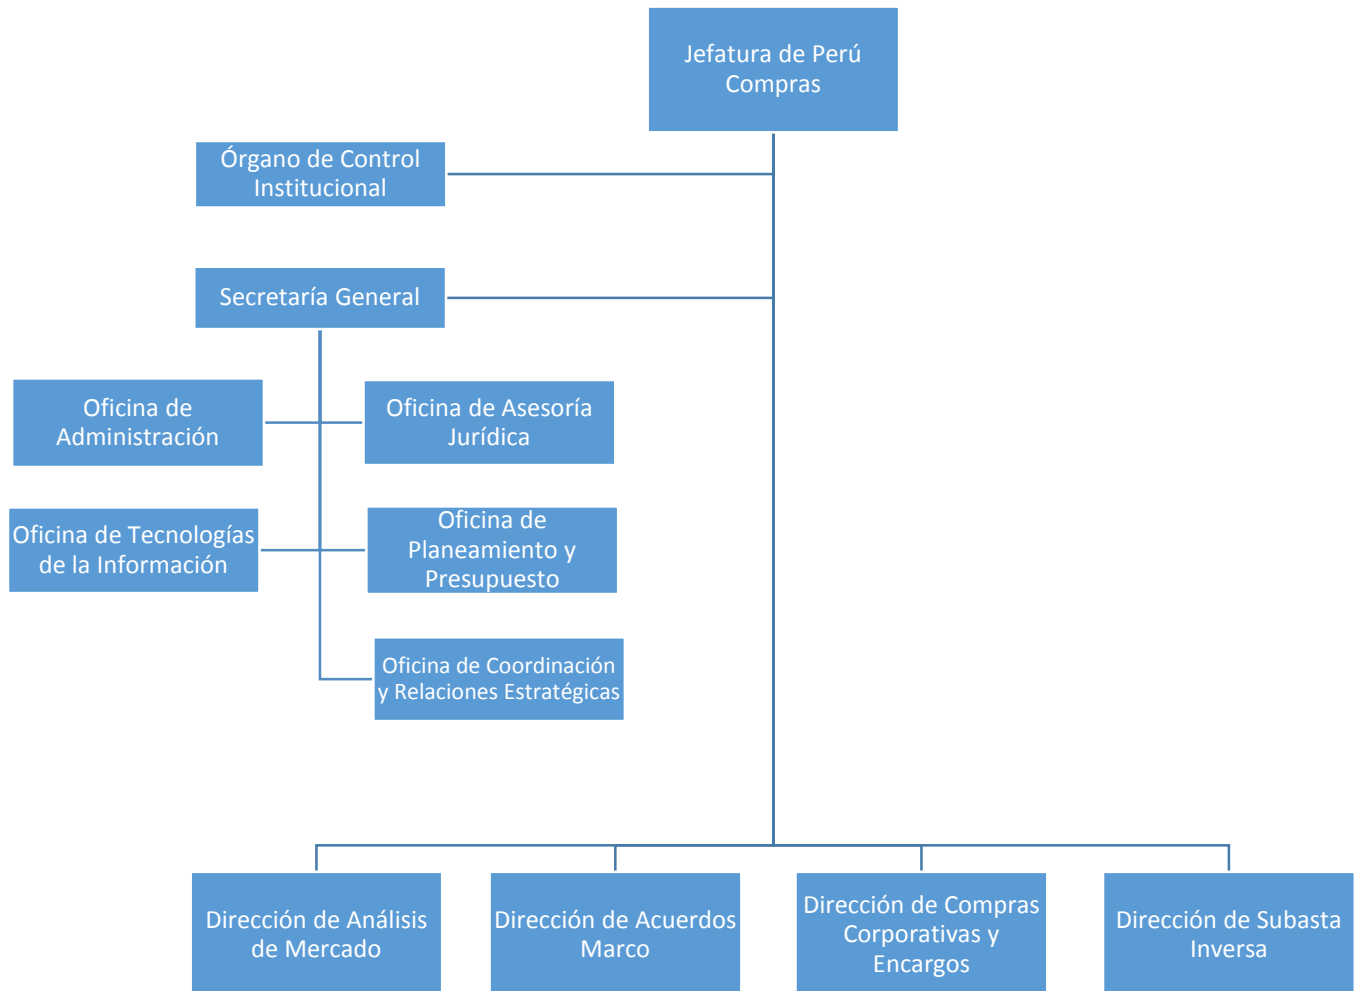 Jefatura de Perú
Compras
Órgano de Control
Institucional
Secretaría General
Oficina de
Administración
Oficina de Asesoría
Jurídica
Oficina de Tecnologías
de la Información
Oficina de
Planeamiento y
Presupuesto
Oficina de Coordinación
y Relaciones Estratégicas
Dirección de Análisis
de Mercado
Dirección de Acuerdos
Marco
Dirección de Compras
Corporativas y
Encargos
Dirección de Subasta
Inversa